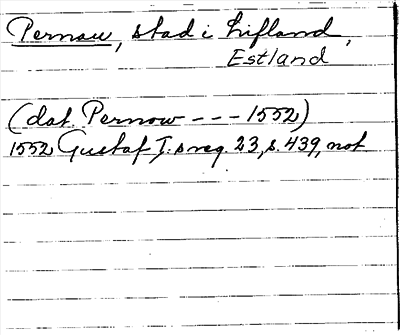 Pernau, stad i Lifland,
Estland
(dat. Pernow --- 1552)
1552 Gustaf I:s reg. 23, s. 439, not